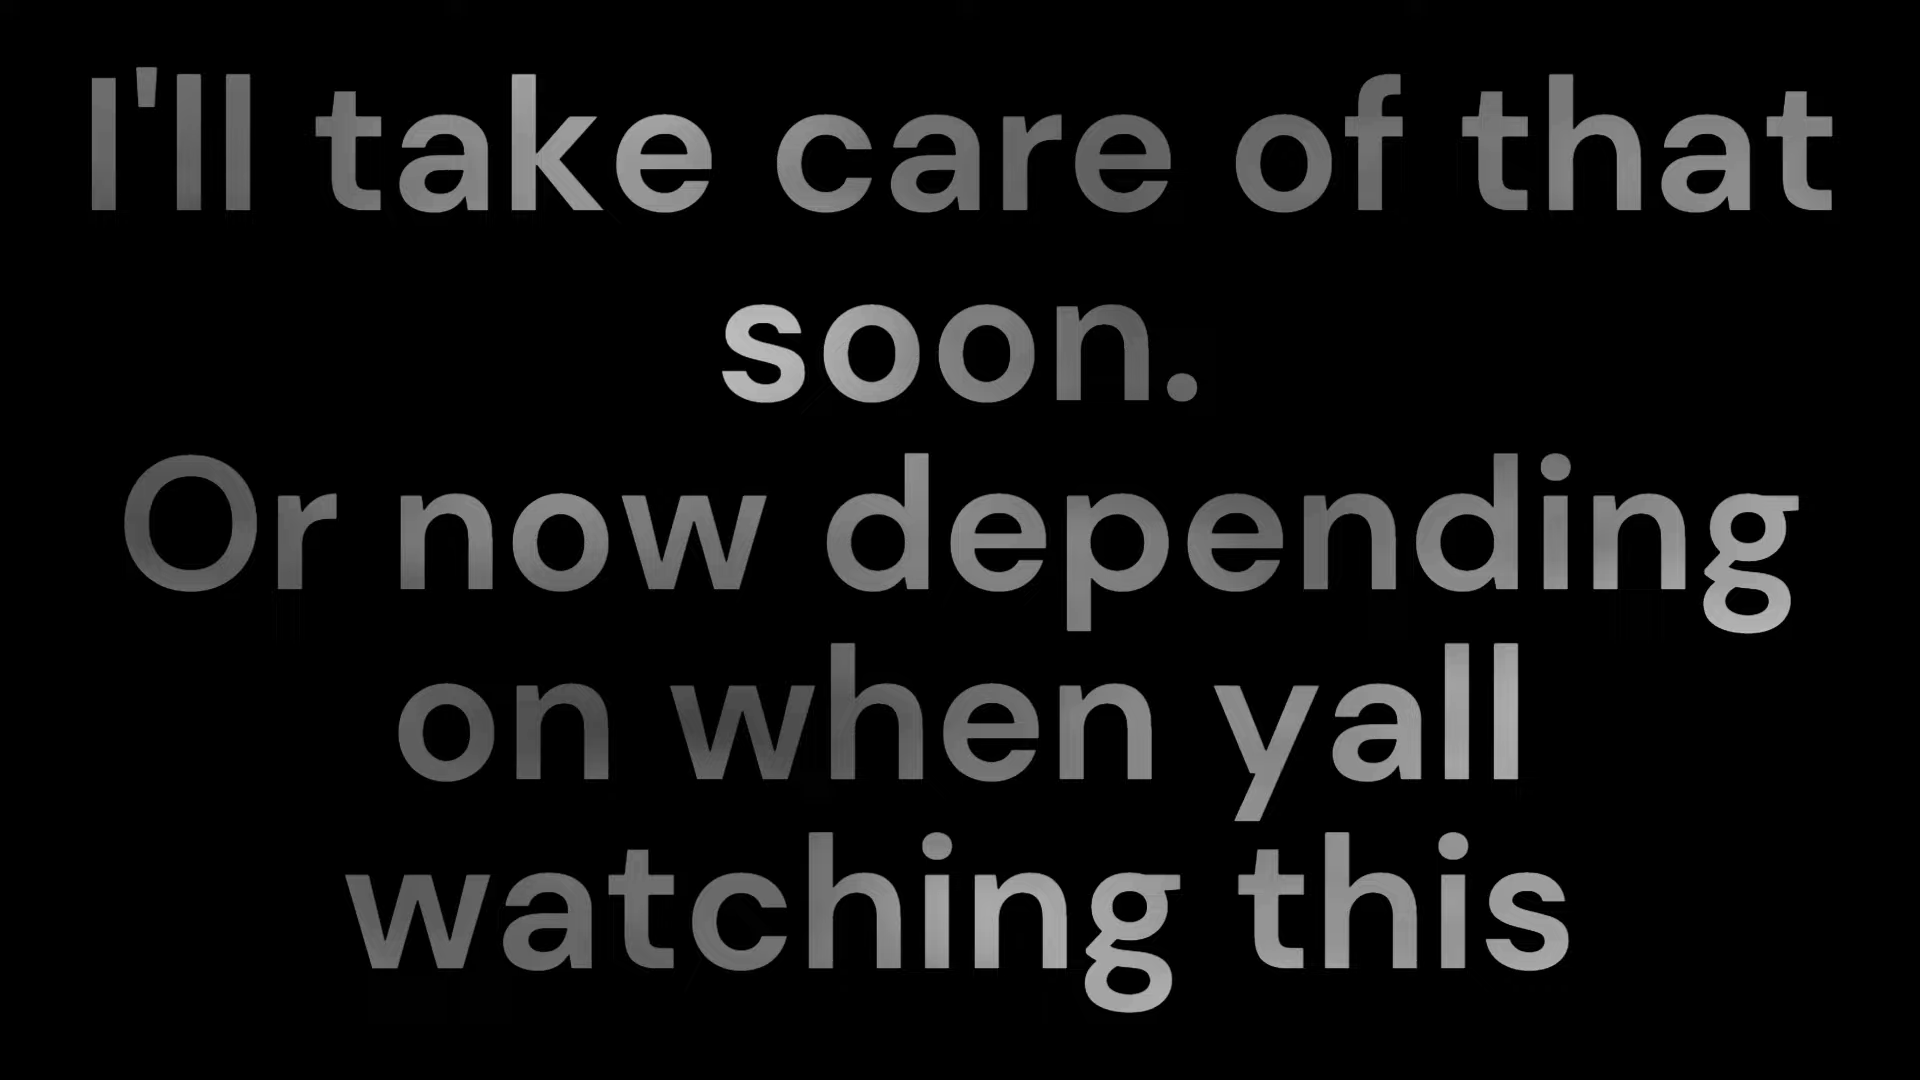 I'll take care of that
soon.
Or now depending
on when yall
watching this